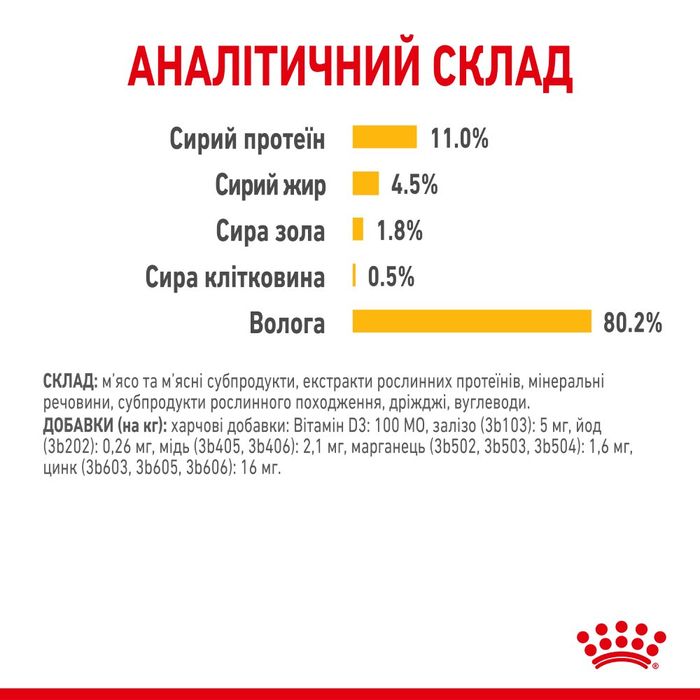 АНАЛІТИЧНИЙ СКЛАД
Сирий протеїн 11.0%
Сирий жир 4.5%
Сира зола 1.8%
Сира клітковина 0.5%
Волога 80.2%
СКЛАД: м'ясо та м'ясні субпродукти, екстракти рослинних протеїнів, мінеральні
речовини, субпродукти рослинного походження, дріжджі, вуглеводи.
ДОБАВКИ (на кг): харчові добавки: Вітамін D3: 100 МО, залізо (3b103): 5 мг, йод
(3b202): 0,26 мг, мідь (3b405, 3b406): 2,1 мг, марганець (3b502, 3b503, 3b504): 1,6 мг,
цинк (3b603, 3b605, 3b606): 16 мг.
®